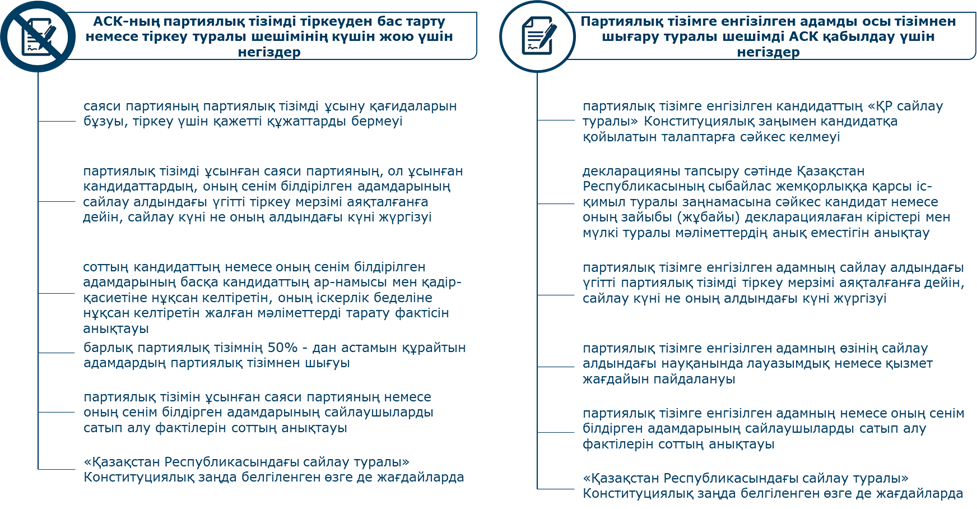 АСК-ның партиялық тізімді тіркеуден бас тарту
немесе тіркеу туралы шешімінің күшін жою үшін
негіздер
саяси партияның партиялық тізімді ұсыну қағидаларын
бұзуы, тіркеу үшін қажетті құжаттарды бермеуі
партиялық тізімді ұсынған саяси партияның, ол ұсынған
кандидаттардың, оның сенім білдірілген адамдарының
сайлау алдындағы үгітті тіркеу мерзімі аяқталғанға
дейін, сайлау күні не оның алдындағы күні жүргізуі
соттың кандидаттың немесе оның сенім білдірілген
адамдарының басқа кандидаттың ар-намысы мен қадір-
қасиетіне нұқсан келтіретін, оның іскерлік беделіне
нұқсан келтіретін жалған мәліметтерді тарату фактісін
анықтауы
барлық партиялық тізімнің 50% - дан астамын құрайтын
адамдардың партиялық тізімнен шығуы
партиялық тізімін ұсынған саяси партияның немесе
оның сенім білдірген адамдарының сайлаушыларды
сатып алу фактілерін соттың анықтауы
«Қазақстан Республикасындағы сайлау туралы»
Конституциялық заңда белгіленген өзге де жағдайларда
Партиялық тізімге енгізілген адамды осы тізімнен
шығару туралы шешімді АСК қабылдау үшін
негіздер
партиялық тізімге енгізілген кандидаттың «ҚР сайлау
туралы» Конституциялық заңымен кандидатқа
қойылатын талаптарға сәйкес келмеуі
декларацияны тапсыру сәтінде Қазақстан
Республикасының сыбайлас жемқорлыққа қарсы іс-
қимыл туралы заңнамасына сәйкес кандидат немесе
оның зайыбы (жұбайы) декларациялаған кірістері мен
мүлкі туралы мәліметтердің анық еместігін анықтау
партиялық тізімге енгізілген адамның сайлау алдындағы
үгітті партиялық тізімді тіркеу мерзімі аяқталғанға дейін,
сайлау күні не оның алдындағы күні жүргізуі
партиялық тізімге енгізілген адамның өзінің сайлау
алдындағы науқанында лауазымдық немесе қызмет
жағдайын пайдалануы
партиялық тізімге енгізілген адамның немесе оның сенім
білдірген адамдарының сайлаушыларды сатып алу
фактілерін соттың анықтауы
«Қазақстан Республикасындағы сайлау туралы»
Конституциялық заңда белгіленген өзге де жағдайларда